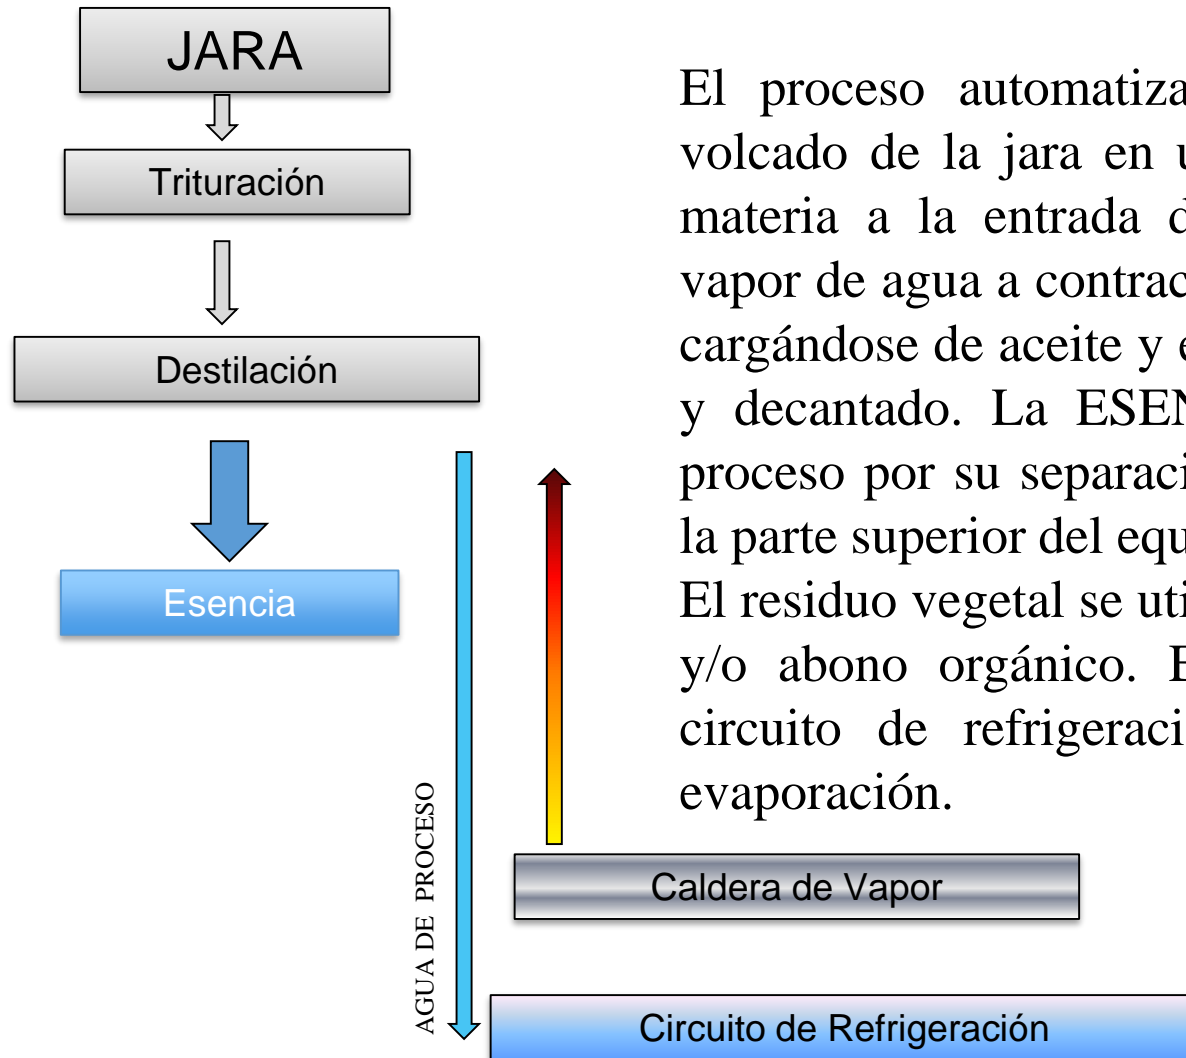 JARA
Trituración
Destilación
Esencia
El proceso automatiza
volcado de la jara en
materia a la entrada
vapor de agua a contrac
cargándose de aceite y
y decantado. La ESEN
proceso por su separaci
la parte superior del equ
El residuo vegetal se uti
y/o abono orgánico. E
circuito de refrigeraci
evaporación.
AGUA DE PROCESO
Caldera de Vapor
Circuito de Refrigeración